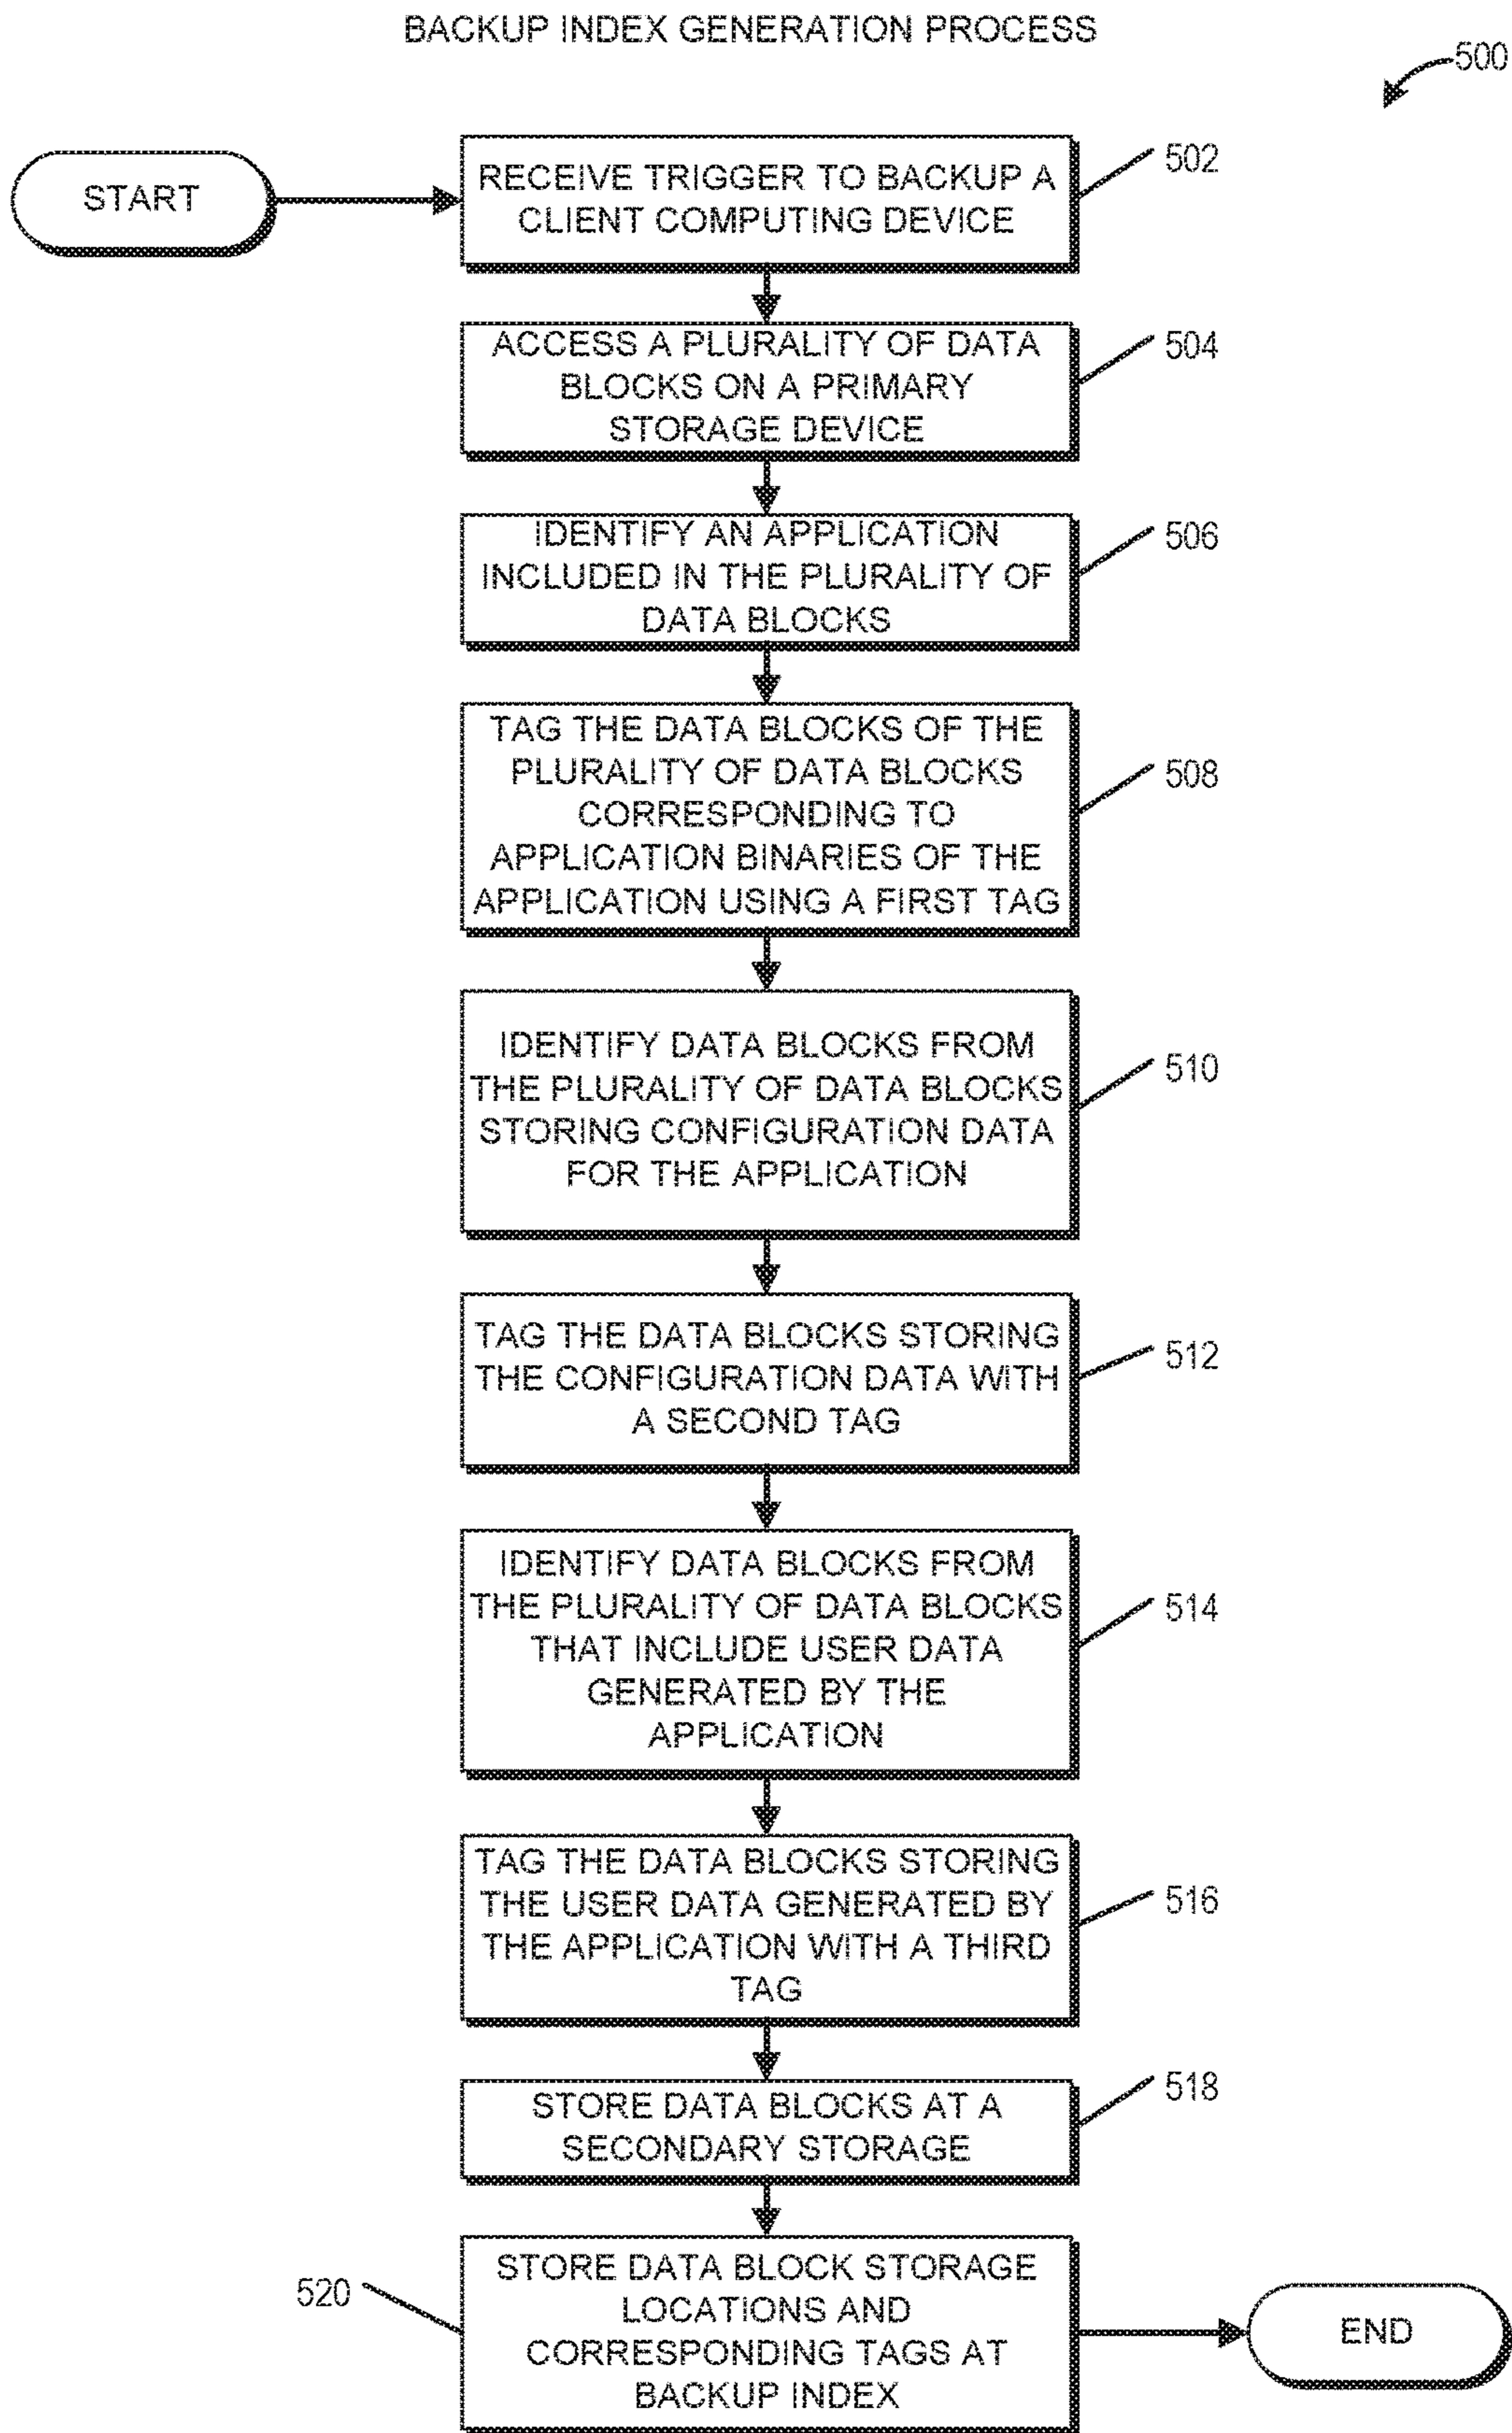 BACKUP INDEX GENERATION PROCESS
500
START
RECEIVE TRIGGER TO BACKUP A
CLIENT COMPUTING DEVICE
502
ACCESS A PLURALITY OF DATA
BLOCKS ON A PRIMARY
STORAGE DEVICE
504
IDENTIFY AN APPLICATION
INCLUDED IN THE PLURALITY OF
DATA BLOCKS
506
TAG THE DATA BLOCKS OF THE
PLURALITY OF DATA BLOCKS
CORRESPONDING TO
APPLICATION BINARIES OF THE
APPLICATION USING A FIRST TAG
508
IDENTIFY DATA BLOCKS FROM
THE PLURALITY OF DATA BLOCKS
STORING CONFIGURATION DATA
FOR THE APPLICATION
510
TAG THE DATA BLOCKS STORING
THE CONFIGURATION DATA WITH
A SECOND TAG
512
IDENTIFY DATA BLOCKS FROM
THE PLURALITY OF DATA BLOCKS
THAT INCLUDE USER DATA
GENERATED BY THE
APPLICATION
514
TAG THE DATA BLOCKS STORING
THE USER DATA GENERATED BY
THE APPLICATION WITH A THIRD
TAG
516
STORE DATA BLOCKS AT A
SECONDARY STORAGE
518
STORE DATA BLOCK STORAGE
LOCATIONS AND
CORRESPONDING TAGS AT
BACKUP INDEX
520
END